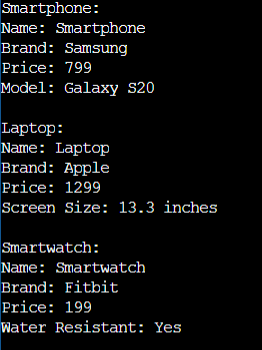 Smartphone:
Name: Smartphone
Brand: Samsung
Price: 799
Model: Galaxy S20

Laptop:
Name: Laptop
Brand: Apple
Price: 1299
Screen Size: 13.3 inches

Smartwatch:
Name: Smartwatch
Brand: Fitbit
Price: 199
Water Resistant: Yes